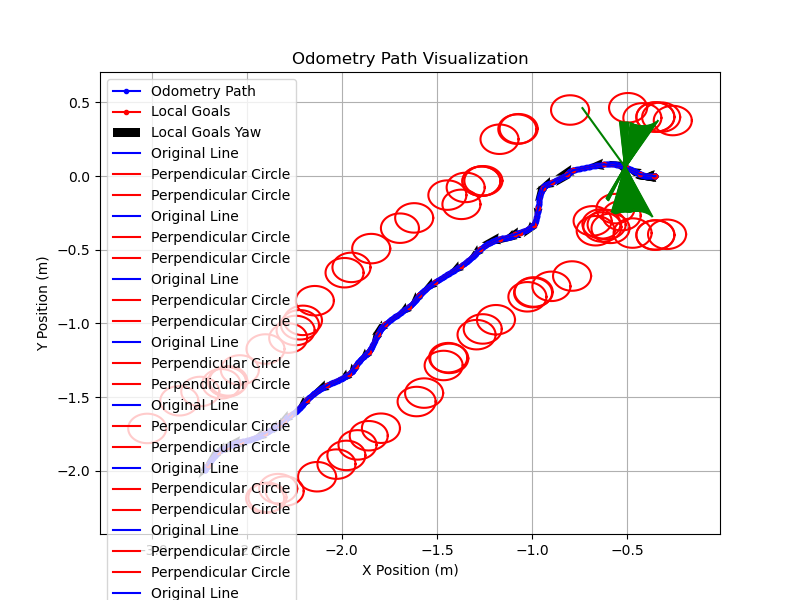 Odometry Path Visualization
Y Position (m)
0.5
0.0
−0.5
−1.0
−1.5
−2.0
Odometry Path
Local Goals
Local Goals Yaw
Original Line
Perpendicular Circle
Perpendicular Circle
Original Line
Perpendicular Circle
Perpendicular Circle
Original Line
Perpendicular Circle
Perpendicular Circle
Original Line
Perpendicular Circle
Perpendicular Circle
Original Line
Perpendicular Circle
Perpendicular Circle
Original Line
Perpendicular Circle
Perpendicular Circle
Original Line
Perpendicular Circle
Perpendicular Circle
Original Line
−2.0 −1.5 −1.0 −0.5
X Position (m)